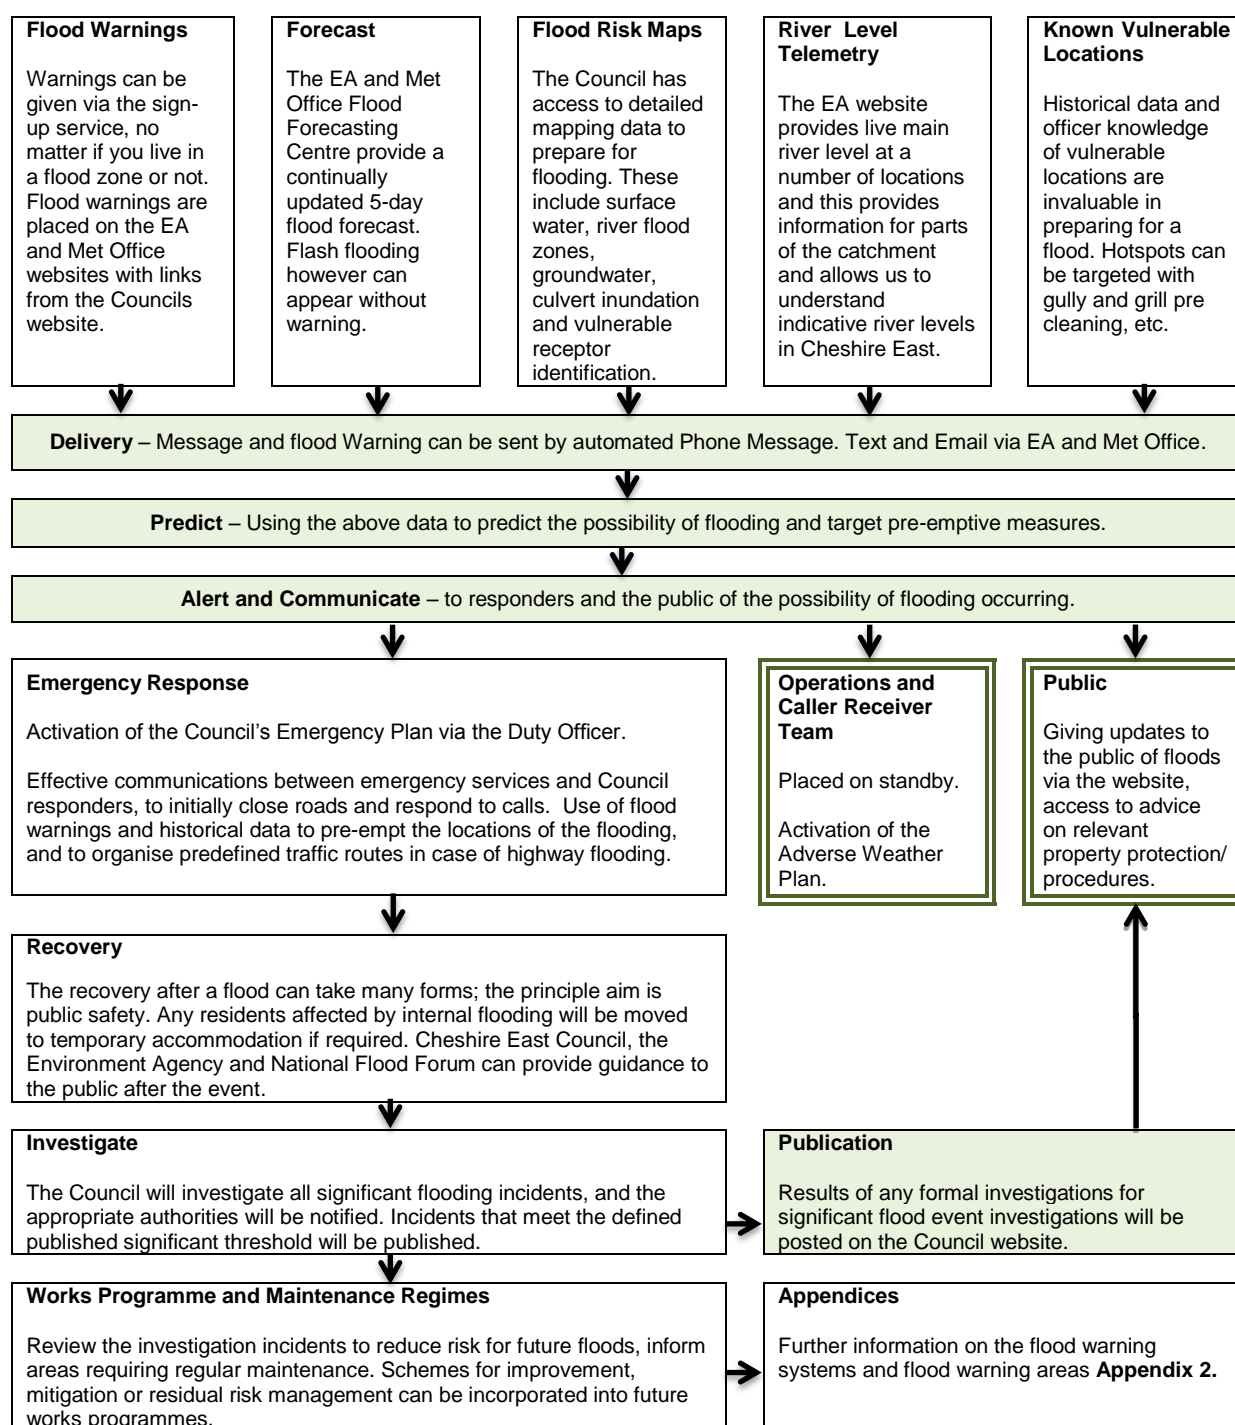 Flood Warnings
Warnings can be
given via the sign-
up service, no
matter if you live in
a flood zone or not.
Flood warnings are
placed on the EA
and Met Office
websites with links
from the Councils
website.
Forecast
The EA and Met
Office Flood
Forecasting
Centre provide a
continually
updated 5-day
flood forecast.
Flash flooding
however can
appear without
warning.
Flood Risk Maps
The Council has
access to detailed
mapping data to
prepare for
flooding. These
include surface
water, river flood
zones,
groundwater,
culvert inundation
and vulnerable
receptor
identification.
River Level
Telemetry
The EA website
provides live main
river level at a
number of locations
and this provides
information for parts
of the catchment
and allows us to
understand
indicative river levels
in Cheshire East.
Known Vulnerable
Locations
Historical data and
officer knowledge
of vulnerable
locations are
invaluable in
preparing for a
flood. Hotspots can
be targeted with
gully and grill pre
cleaning, etc.
Delivery – Message and flood Warning can be sent by automated Phone Message. Text and Email via EA and Met Office.
Predict – Using the above data to predict the possibility of flooding and target pre-emptive measures.
Alert and Communicate – to responders and the public of the possibility of flooding occurring.
Emergency Response
Activation of the Council’s Emergency Plan via the Duty Officer.
Effective communications between emergency services and Council
responders, to initially close roads and respond to calls. Use of flood
warnings and historical data to pre-empt the locations of the flooding,
and to organise predefined traffic routes in case of highway flooding.
Operations and
Caller Receiver
Team
Placed on standby.
Activation of the
Adverse Weather
Plan.
Public
Giving updates to
the public of floods
via the website,
access to advice
on relevant
property protection/
procedures.
Recovery
The recovery after a flood can take many forms; the principle aim is
public safety. Any residents affected by internal flooding will be moved
to temporary accommodation if required. Cheshire East Council, the
Environment Agency and National Flood Forum can provide guidance to
the public after the event.
Investigate
The Council will investigate all significant flooding incidents, and the
appropriate authorities will be notified. Incidents that meet the defined
published significant threshold will be published.
Publication
Results of any formal investigations for
significant flood event investigations will be
posted on the Council website.
Works Programme and Maintenance Regimes
Review the investigation incidents to reduce risk for future floods, inform
areas requiring regular maintenance. Schemes for improvement,
mitigation or residual risk management can be incorporated into future
works programmes.
Appendices
Further information on the flood warning
systems and flood warning areas Appendix 2.